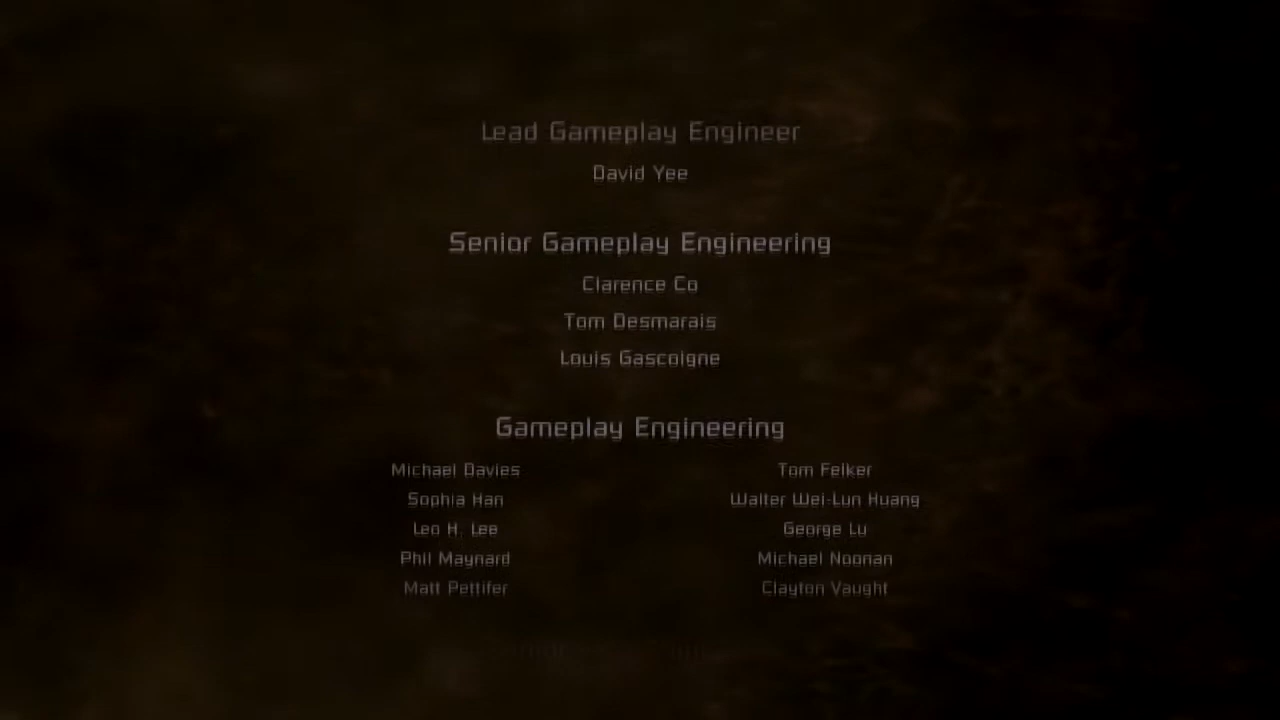 Lead Gameplay Engineer
David Yee
Senior Gameplay Engineering
Clarence Co
Tom Desmarais
Louis Gascoigne
Gameplay Engineering
Michael Davies Tom Felker
Sophia Han Walter Wei-Lun Huang
Leo H. Lee George Lu
Phil Maynard Michael Noonan
Matt Pettifer Clayton Vaught